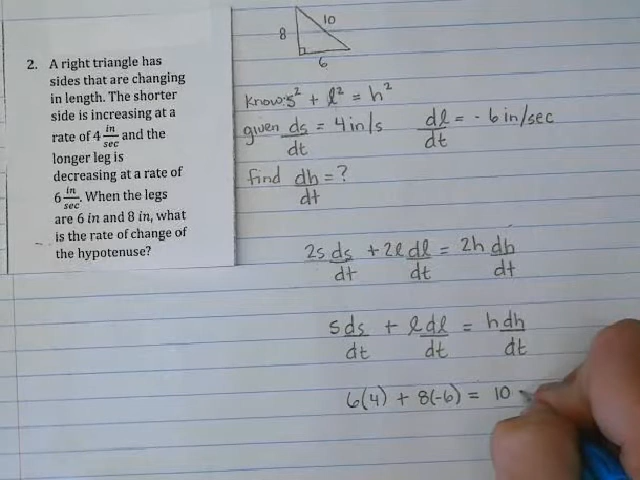 2. A right triangle has
sides that are changing
in length. The shorter
side is increasing at a
rate of 4 in/sec and the
longer leg is
decreasing at a rate of
6 in/sec. When the legs
are 6 in and 8 in, what
is the rate of change of
the hypotenuse?
8
10
6
know: s² + l² = h²
given ds/dt = 4 in/s dl/dt = -6 in/sec
find dh/dt = ?
2s ds/dt + 2l dl/dt = 2h dh/dt
s ds/dt + l dl/dt = h dh/dt
6(4) + 8(-6) = 10